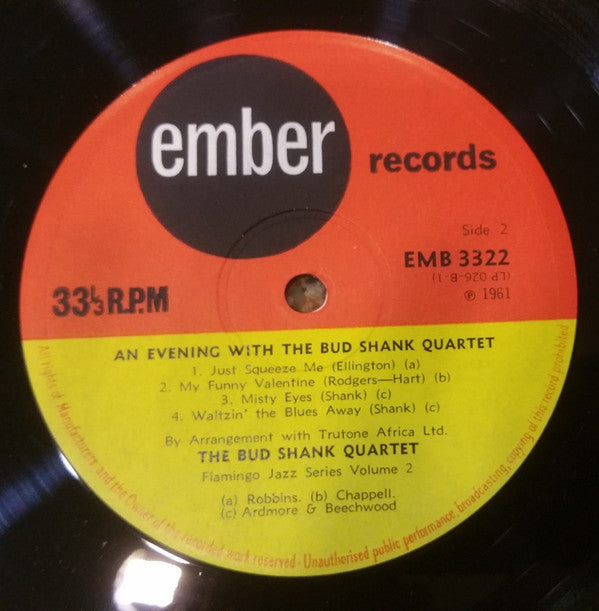 ember
records
Side 2
EMB 3322
(LP 026-B-1)
℗ 1961
33⅓ R.P.M
AN EVENING WITH THE BUD SHANK QUARTET
1. Just Squeeze Me (Ellington) (a)
2. My Funny Valentine (Rodgers—Hart) (b)
3. Misty Eyes (Shank) (c)
4. Waltzin' the Blues Away (Shank) (c)
By Arrangement with Trutone Africa Ltd.
THE BUD SHANK QUARTET
Flamingo Jazz Series Volume 2
(a) Robbins. (b) Chappell.
(c) Ardmore & Beechwood
All rights of Manufacturers and the Owner of the recorded work reserved · Unauthorised public performance, broadcasting, copying of this record prohibited